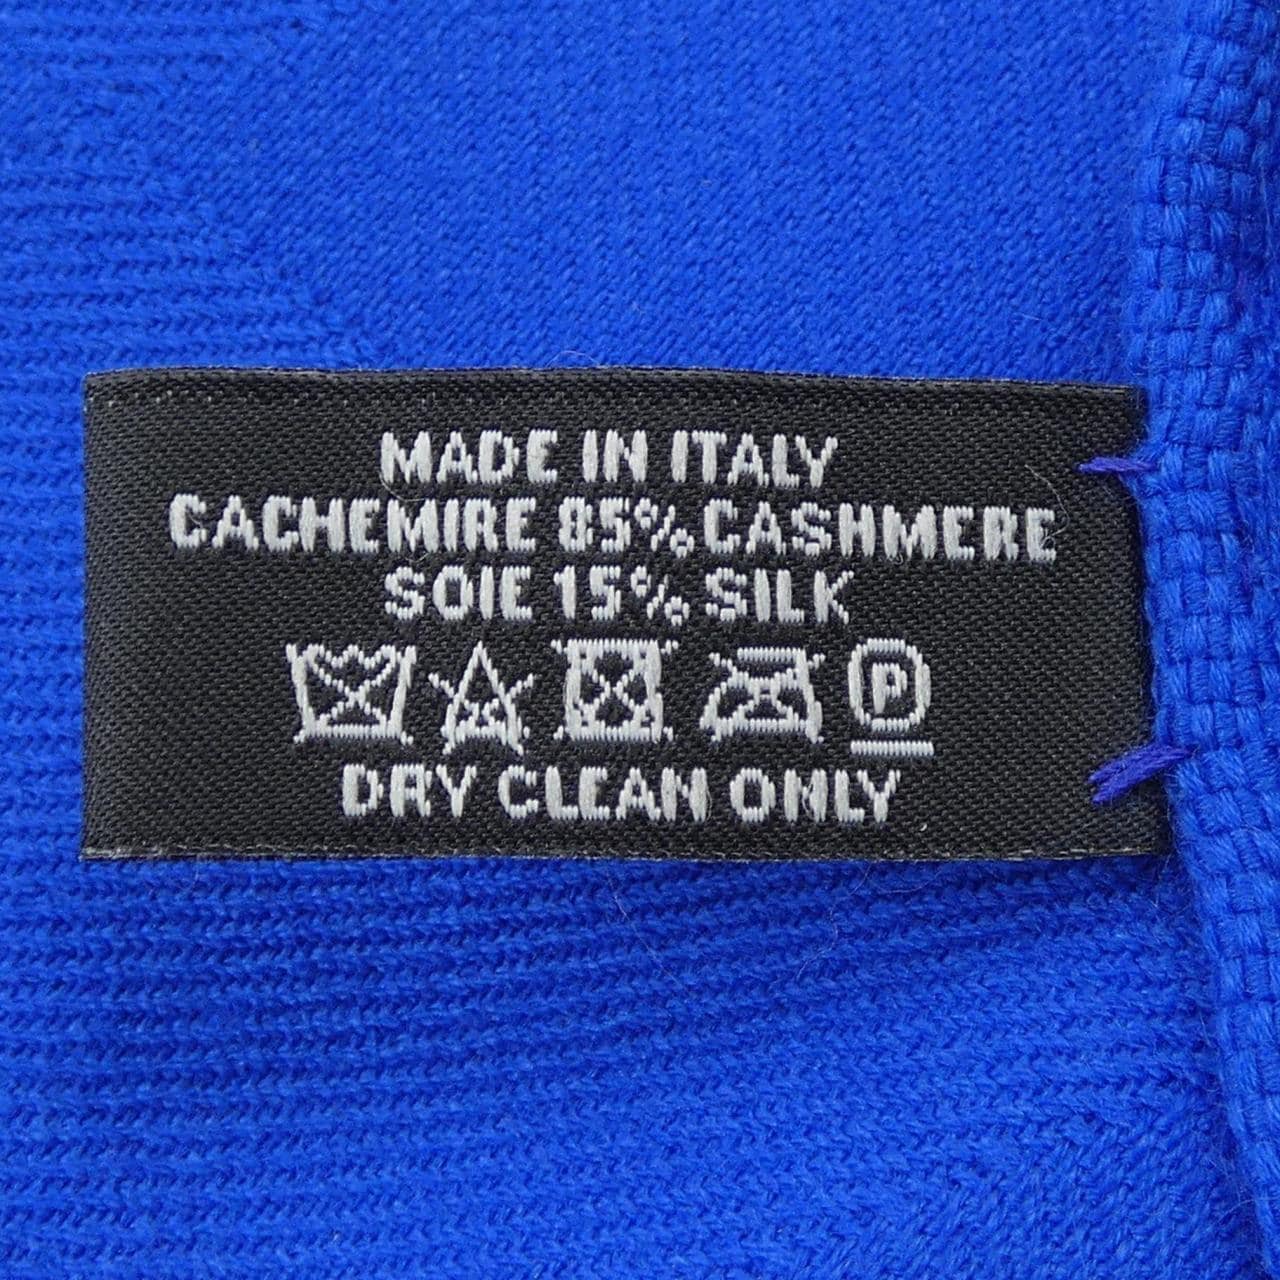 MADE IN ITALY
CACHEMIRE 85% CASHMERE
SOIE 15% SILK
P
DRY CLEAN ONLY